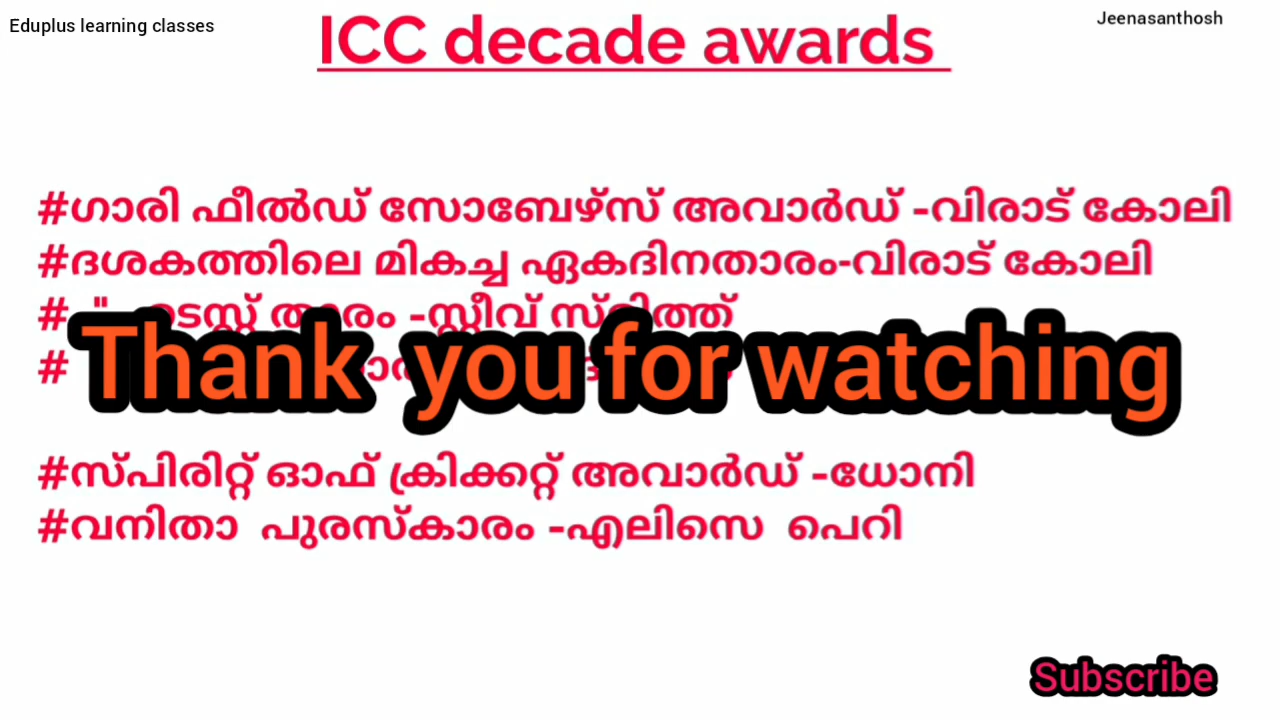 Eduplus learning classes
Jeenasanthosh
ICC decade awards
#ഗാരി ഫീൽഡ് സോബേഴ്സ് അവാർഡ് -വിരാട് കോലി
#ദശകത്തിലെ മികച്ച ഏകദിനതാരം-വിരാട് കോലി
# " ടെസ്റ്റ് താരം -സ്റ്റീവ് സ്മിത്ത്
#
Thank you for watching
#സ്പിരിറ്റ് ഓഫ് ക്രിക്കറ്റ് അവാർഡ് -ധോനി
#വനിതാ പുരസ്കാരം -എലിസെ പെറി
Subscribe